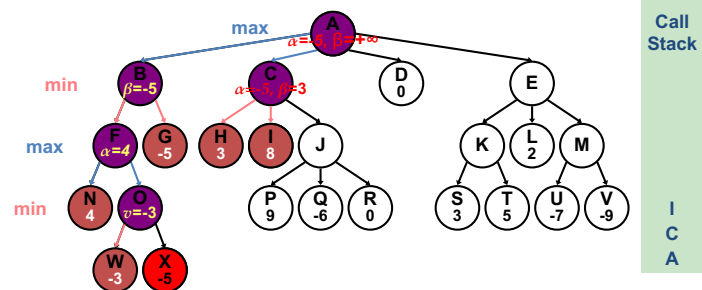 max
A
α=-5, β=+∞
Call
Stack
min
B
β=-5
C
α=-5, β=3
D
0
E
max
F
α=4
G
-5
H
3
I
8
J
K
L
2
M
min
N
4
O
v=-3
P
9
Q
-6
R
0
S
3
T
5
U
-7
V
-9
I
C
A
W
-3
X
-5